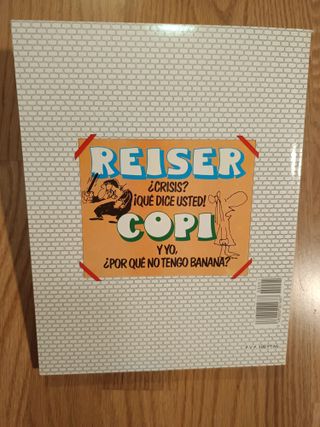 REISER
¿CRISIS?
¡QUÉ DICE USTED!
COPI
Y YO,
¿POR QUÉ NO TENGO BANANA?